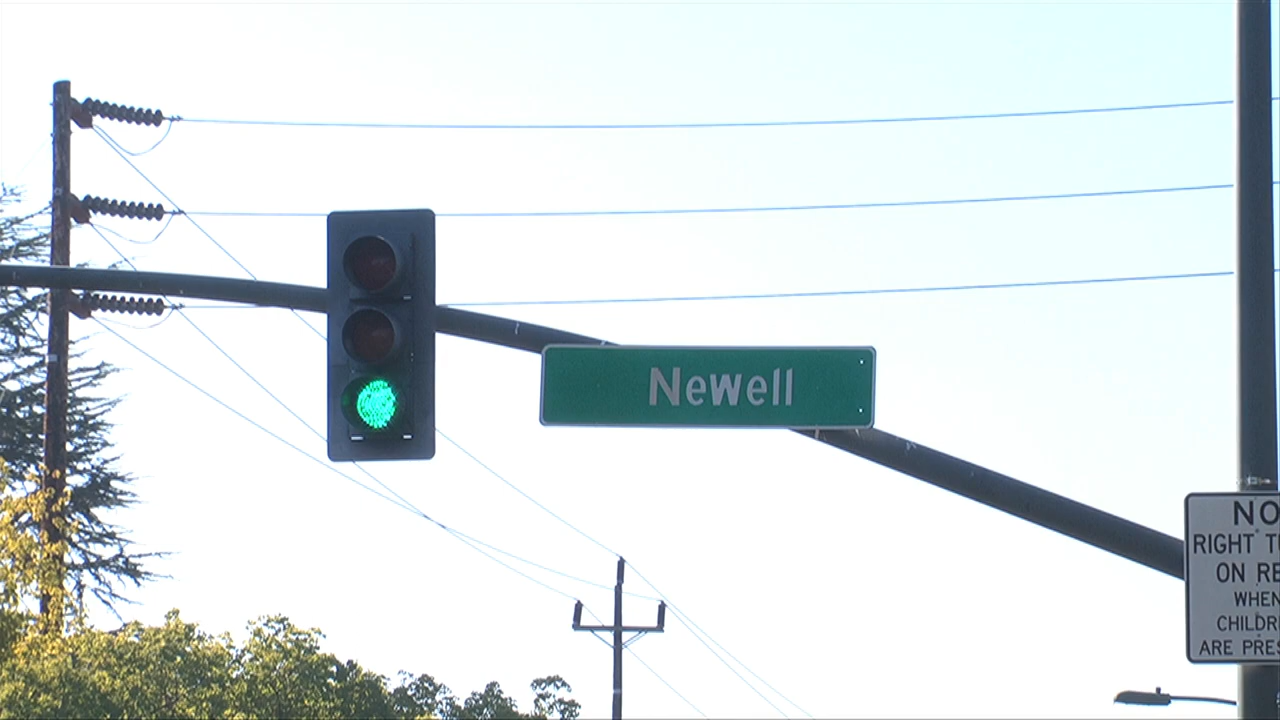 Newell
NO
RIGHT T
ON RE
WHEN
CHILDR
ARE PRES